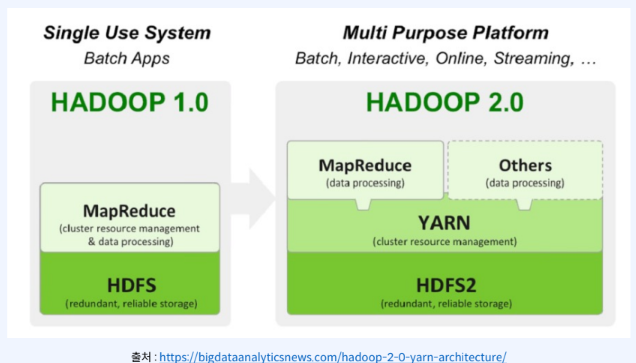 Single Use System
Batch Apps
HADOOP 1.0
MapReduce
(cluster resource management
& data processing)
HDFS
(redundant, reliable storage)
Multi Purpose Platform
Batch, Interactive, Online, Streaming, …
HADOOP 2.0
MapReduce
(data processing)
Others
(data processing)
YARN
(cluster resource management)
HDFS2
(redundant, reliable storage)
출처 : https://bigdataanalyticsnews.com/hadoop-2-0-yarn-architecture/